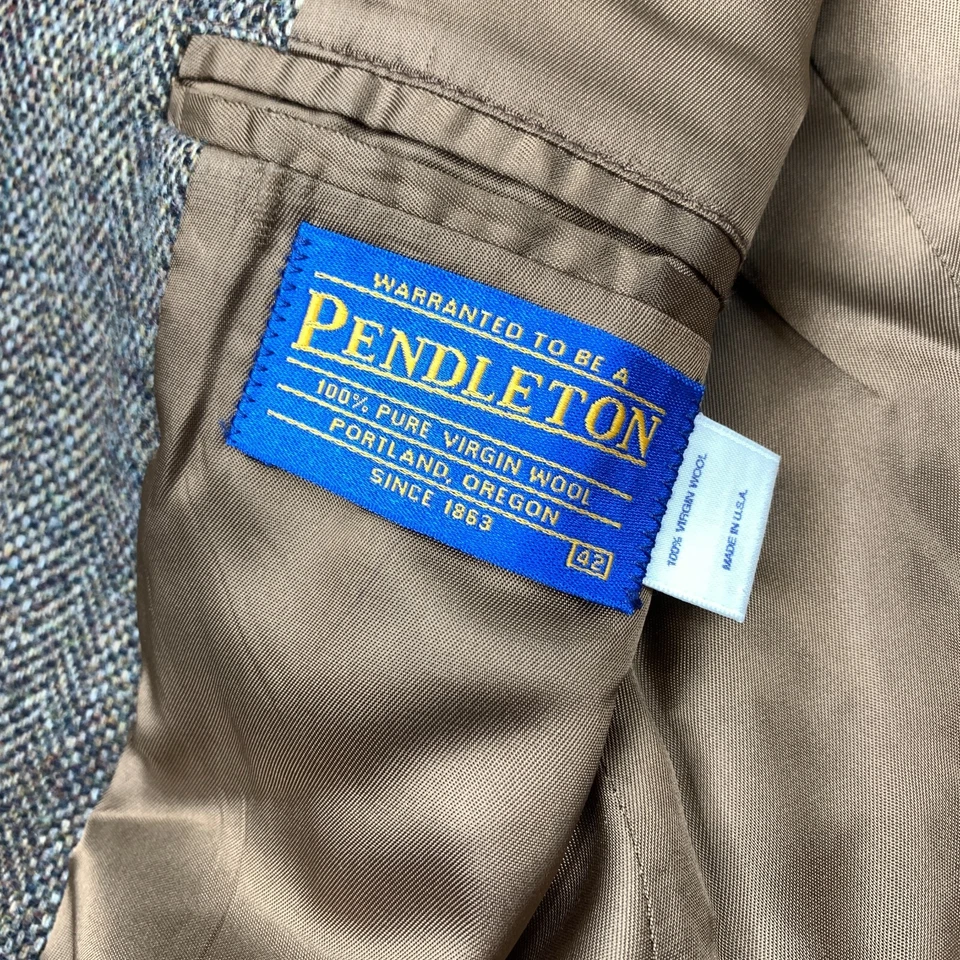 WARRANTED TO BE A
PENDLETON
100% PURE VIRGIN WOOL
PORTLAND, OREGON
SINCE 1863
42
100% VIRGIN WOOL
MADE IN U.S.A.